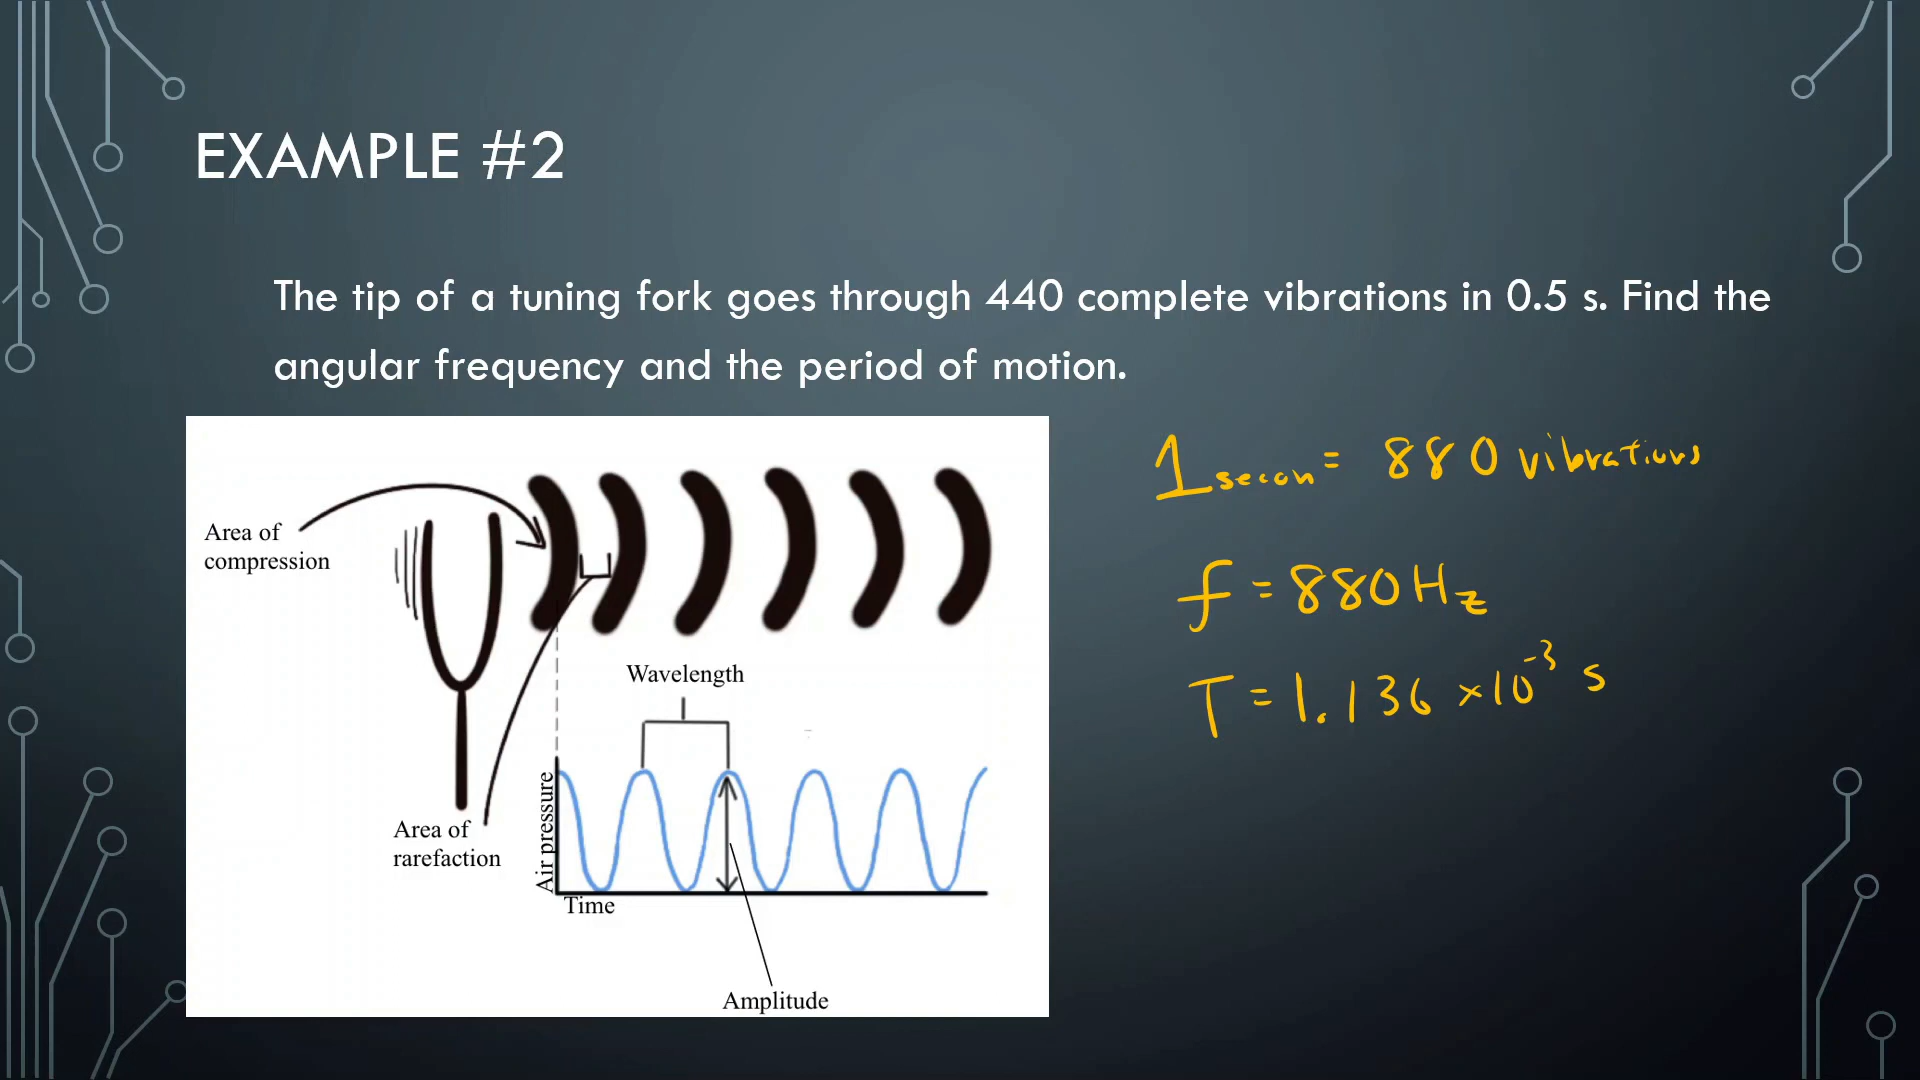 EXAMPLE #2
The tip of a tuning fork goes through 440 complete vibrations in 0.5 s. Find the
angular frequency and the period of motion.
1 secon = 880 vibrations
f = 880 Hz
T = 1.136 ×10⁻³ s
Area of
compression
Wavelength
Air pressure
Area of
rarefaction
Time
Amplitude